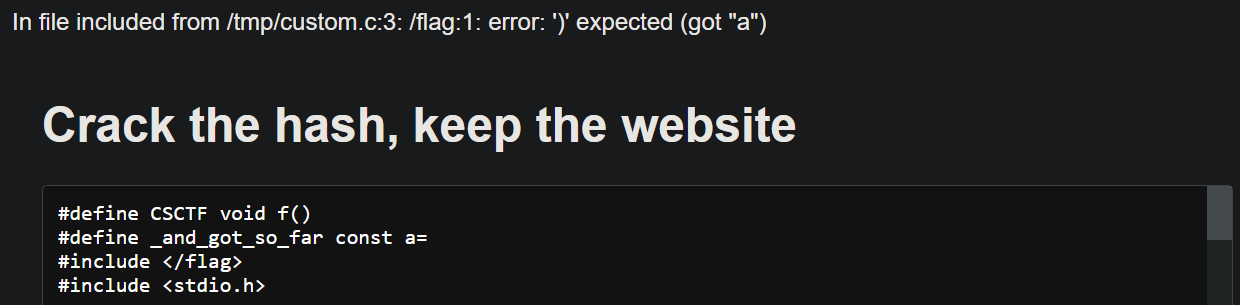 In file included from /tmp/custom.c:3: /flag:1: error: ')' expected (got "a")
Crack the hash, keep the website
#define CSCTF void f()
#define _and_got_so_far const a=
#include </flag>
#include <stdio.h>